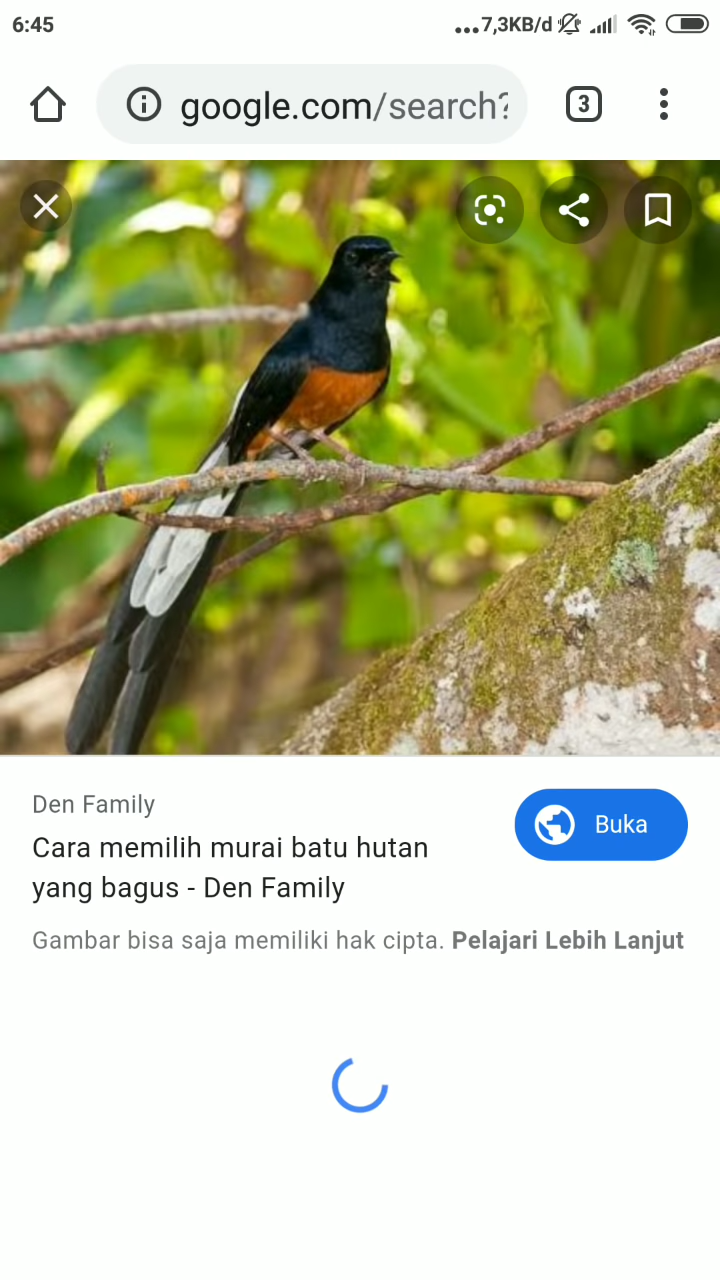 6:45 ...7,3KB/d
google.com/search?
3
Den Family
Buka
Cara memilih murai batu hutan
yang bagus - Den Family
Gambar bisa saja memiliki hak cipta. Pelajari Lebih Lanjut